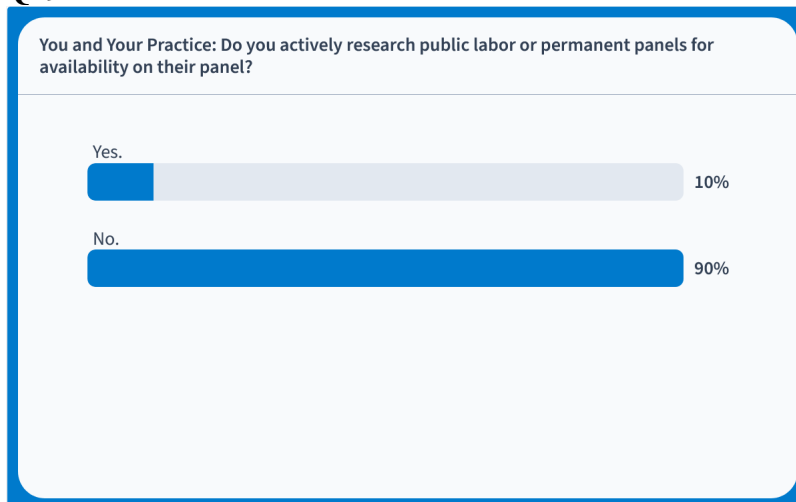 You and Your Practice: Do you actively research public labor or permanent panels for
availability on their panel?
Yes.
10%
No.
90%